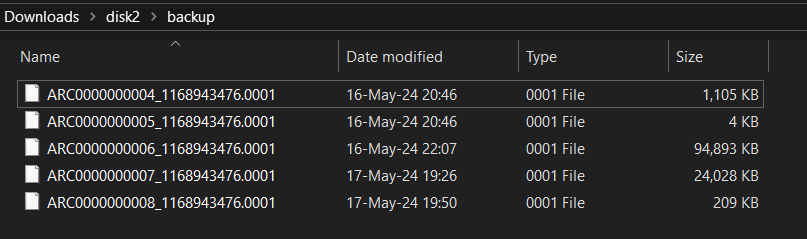 Downloads > disk2 > backup
Name Date modified Type Size
ARC0000000004_1168943476.0001 16-May-24 20:46 0001 File 1,105 KB
ARC0000000005_1168943476.0001 16-May-24 20:46 0001 File 4 KB
ARC0000000006_1168943476.0001 16-May-24 22:07 0001 File 94,893 KB
ARC0000000007_1168943476.0001 17-May-24 19:26 0001 File 24,028 KB
ARC0000000008_1168943476.0001 17-May-24 19:50 0001 File 209 KB